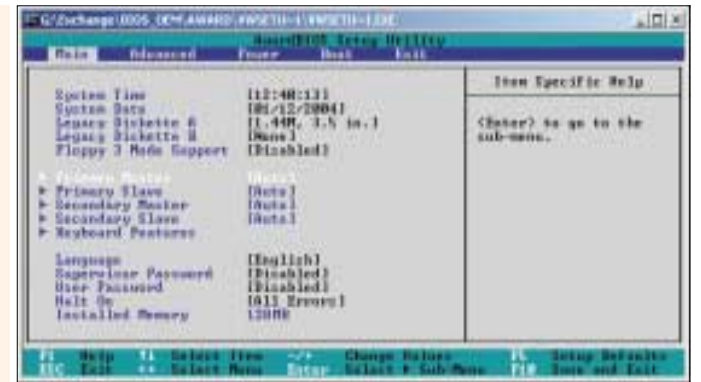 AwardBIOS Setup Utility
Main Advanced Power Boot Exit
Item Specific Help
System Time [12:40:13]
System Date [01/12/2004]
Legacy Diskette A [1.44M, 3.5 in.]
<Enter> to go to the
Legacy Diskette B [None]
sub-menu.
Floppy 3 Mode Support [Disabled]
Primary Master [Auto]
Primary Slave [Auto]
Secondary Master [Auto]
Secondary Slave [Auto]
Keyboard Features
Language [English]
Supervisor Password [Disabled]
User Password [Disabled]
Halt On [All Errors]
Installed Memory 128MB
F1 Help ↑↓ Select Item -/+ Change Values F5 Setup Defaults
ESC Exit ↔ Select Menu Enter Select ▶ Sub-Menu F10 Save and Exit